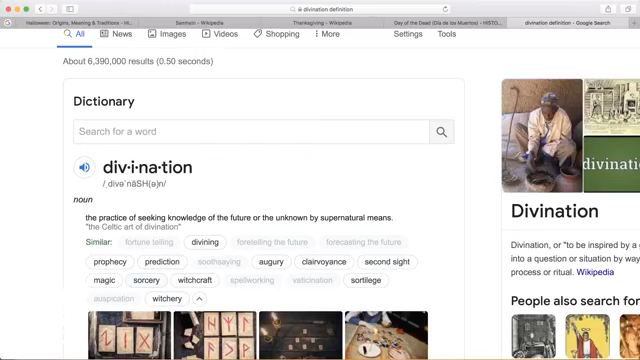 divination definition
Halloween: Origins, Meaning & Traditions - Hi...
Samhain - Wikipedia
Thanksgiving - Wikipedia
Day of the Dead (Día de los Muertos) - HISTO...
divination definition - Google Search
All
News
Images
Videos
Shopping
More
Settings
Tools
About 6,390,000 results (0.50 seconds)
Dictionary
Search for a word
div·i·na·tion
/ˌdivəˈnāSH(ə)n/
noun
the practice of seeking knowledge of the future or the unknown by supernatural means.
"the Celtic art of divination"
Similar: fortune telling divining foretelling the future forecasting the future
prophecy prediction soothsaying augury clairvoyance second sight
magic sorcery witchcraft spellworking vaticination sortilege
auspication witchery
divinatio
Divination
Divination, or "to be inspired by a
into a question or situation by way
process or ritual. Wikipedia
People also search for